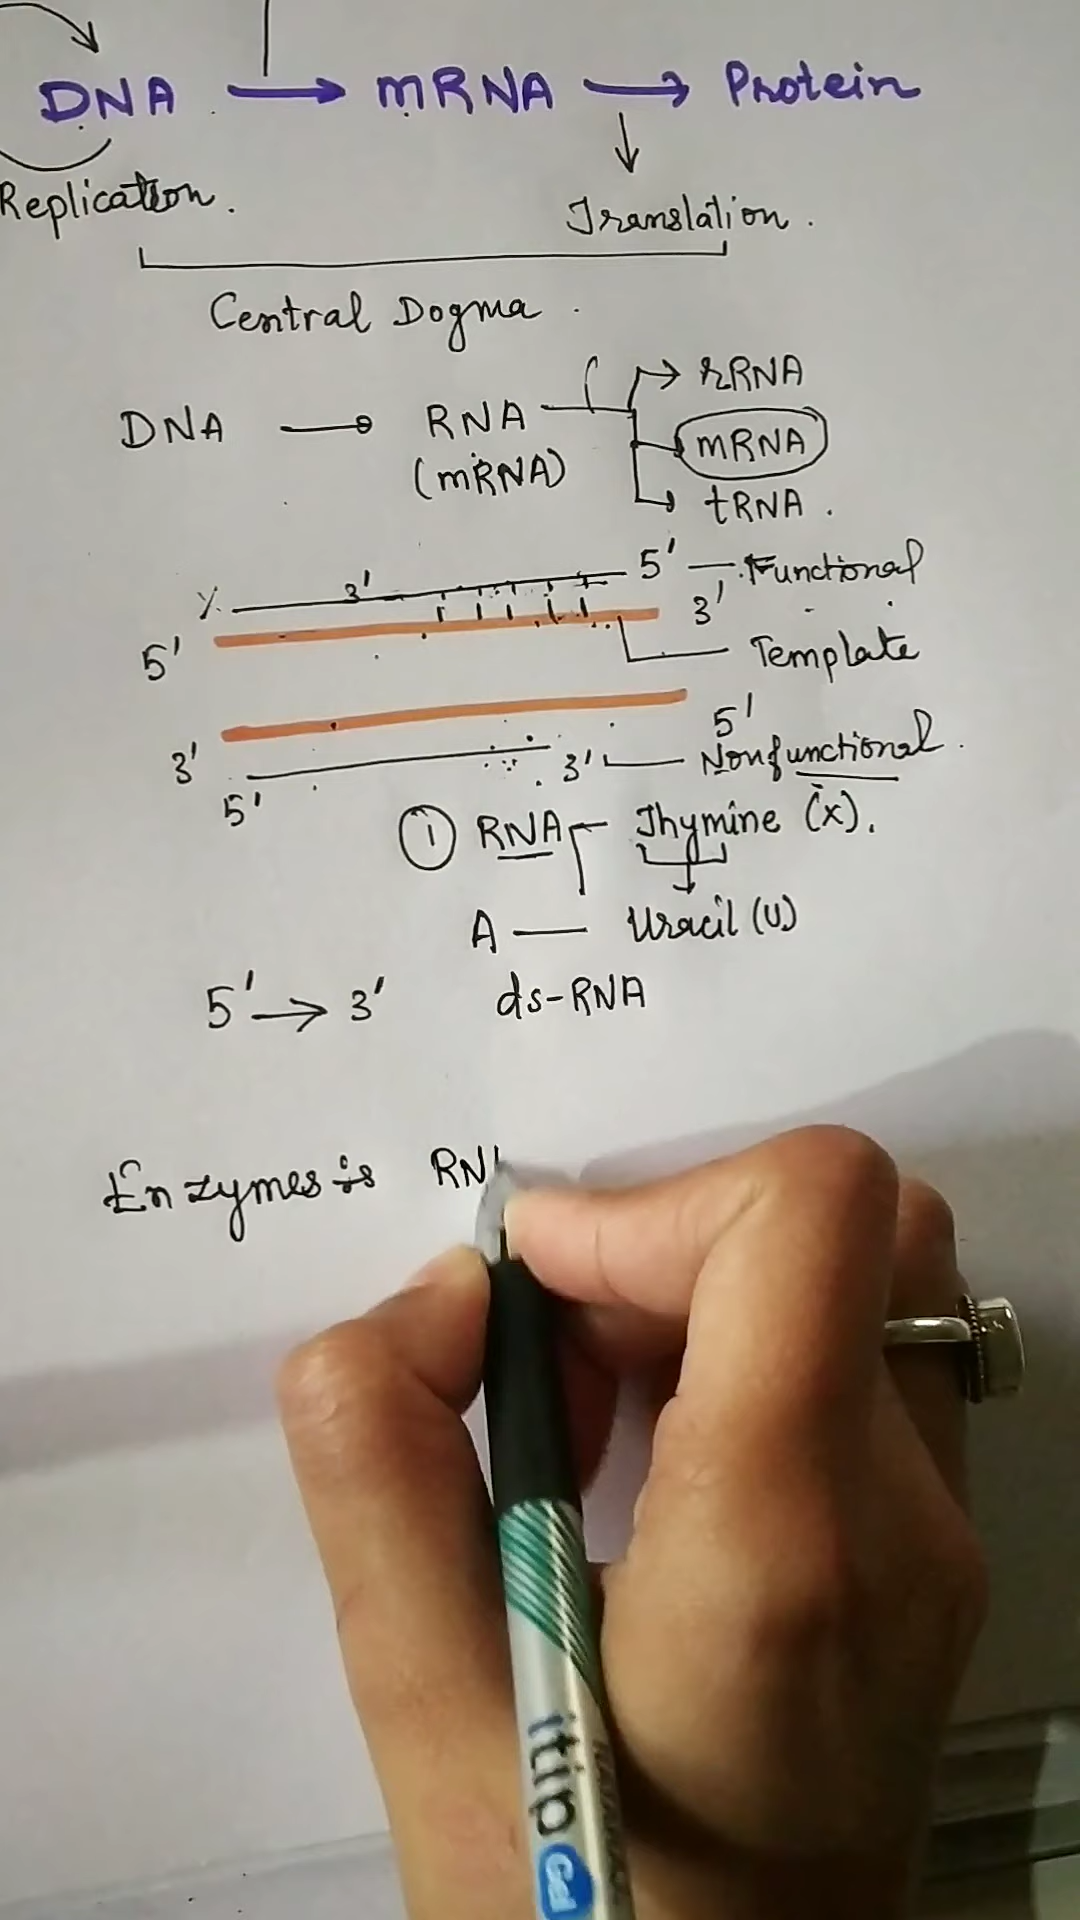 DNA → mRNA → Protein
Replication.
Translation.
Central Dogma.
DNA → RNA
(mRNA)
rRNA
mRNA
tRNA.
3' 5' — Functional
5' 3'
Template
3' 5'
5' 3' — Nonfunctional.
① RNA Thymine (x).
A — Uracil (U)
5' → 3' ds-RNA
Enzymes is RN
itip
Gel